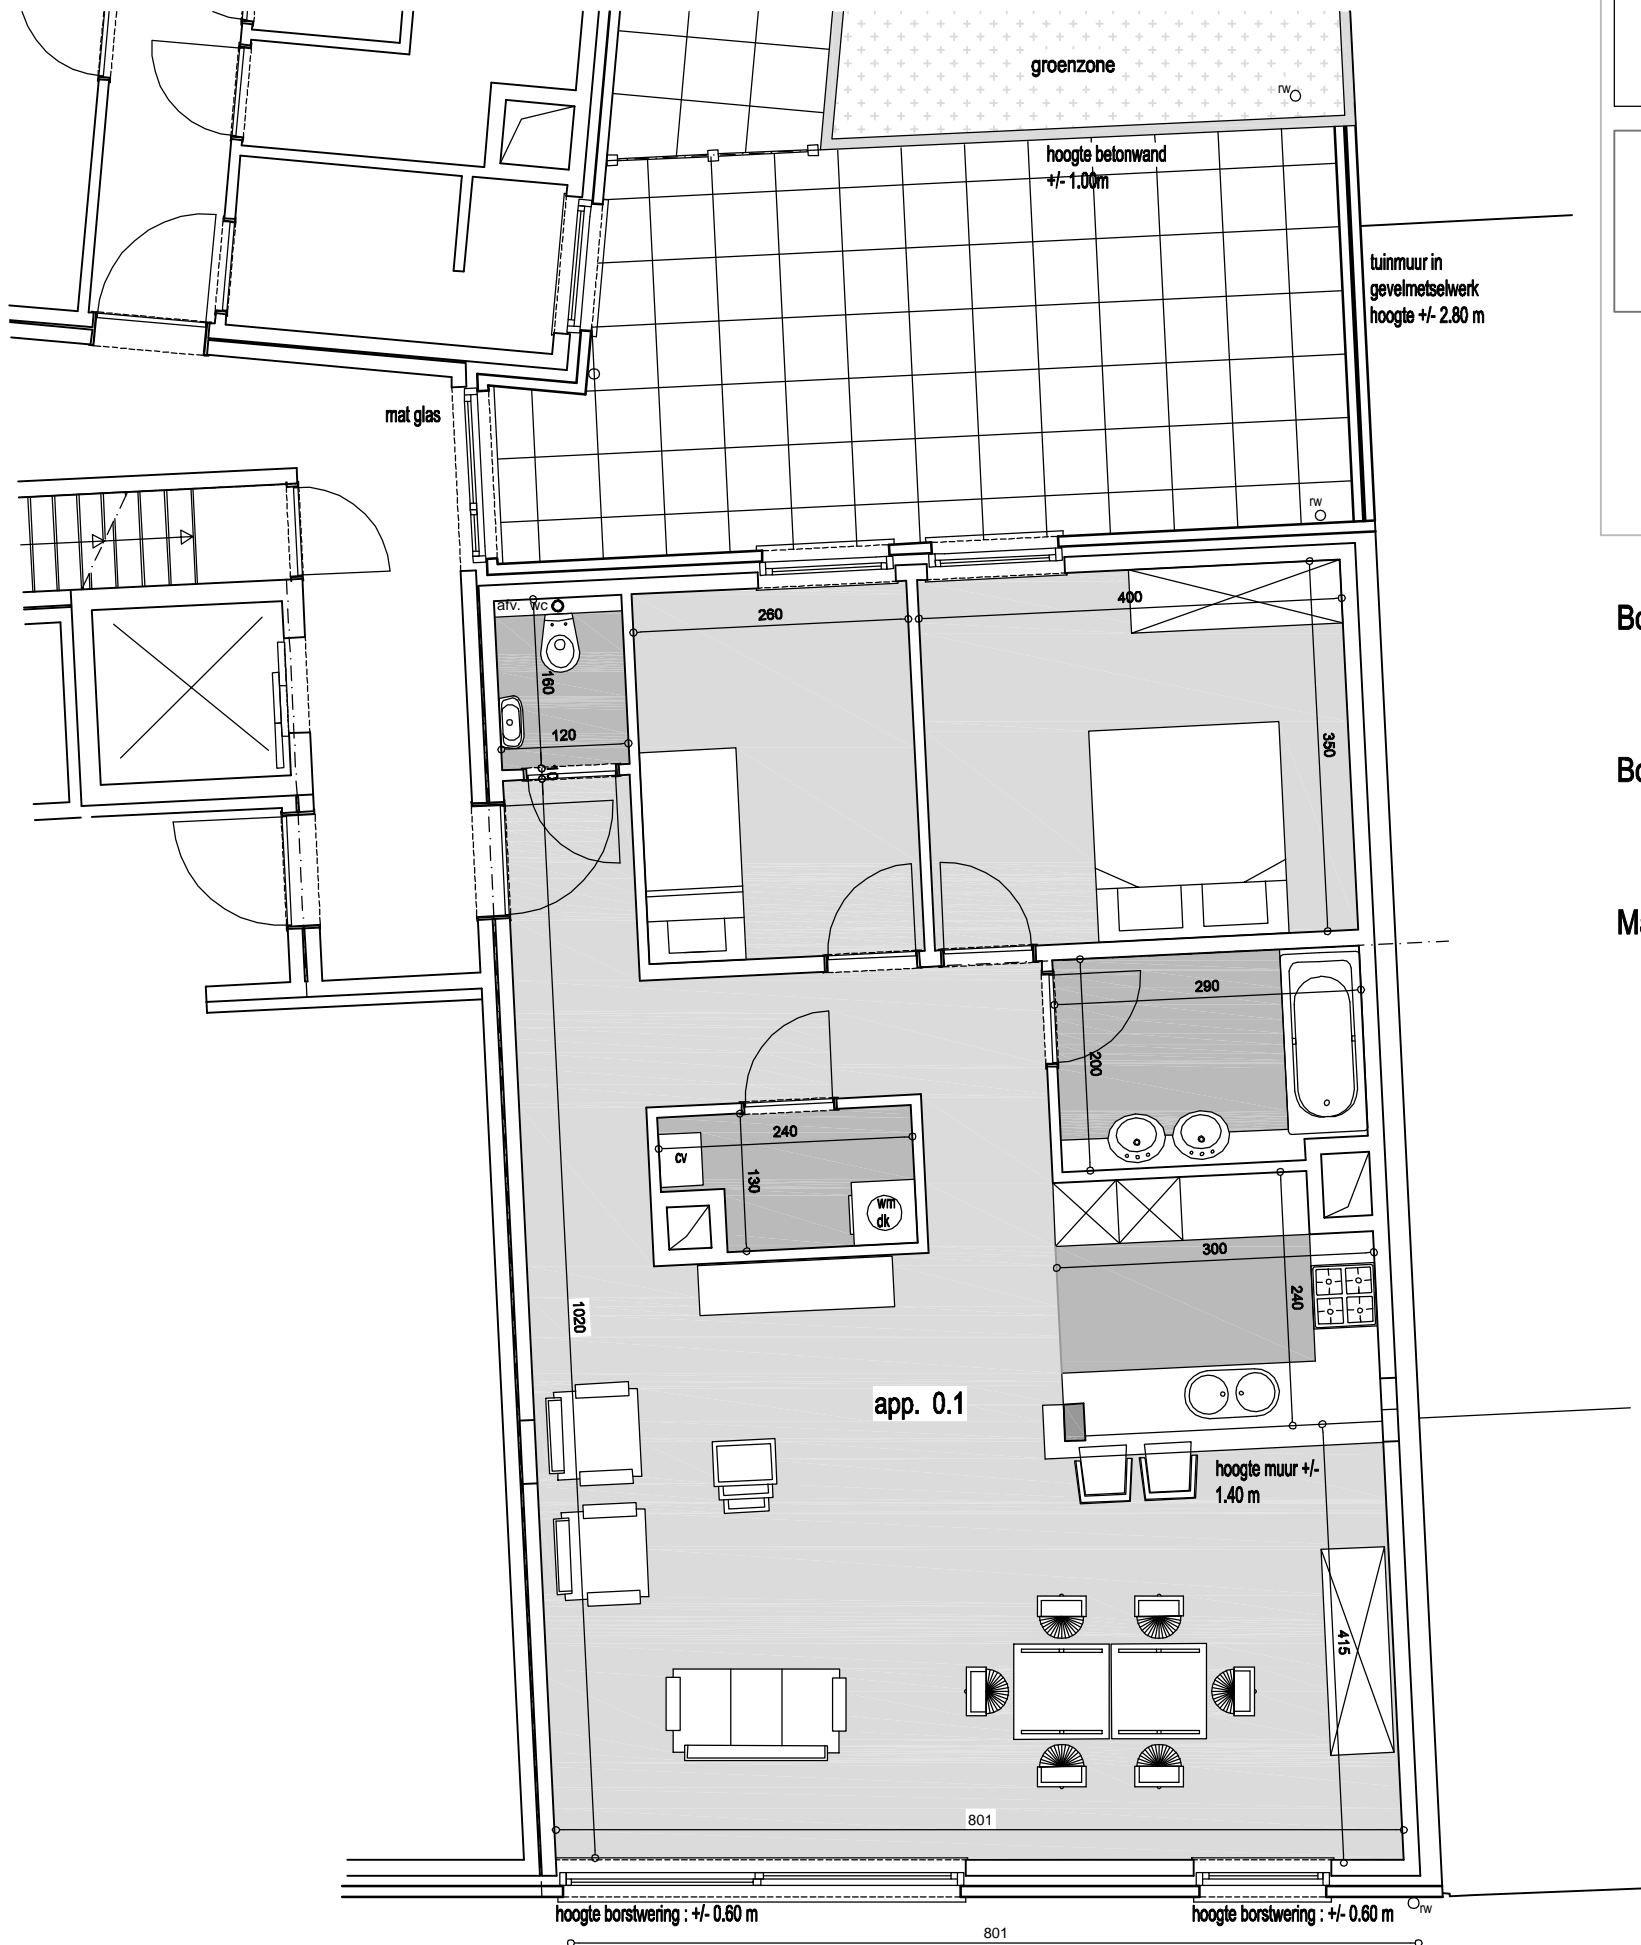 groenzone
rw
hoogte betonwand
+/- 1.00m
tuinmuur in
gevelmetselwerk
hoogte +/- 2.80 m
mat glas
rw
afv. wc
260
400
160
120
10
350
290
200
240
cv
130
wm
dk
300
240
1020
app. 0.1
hoogte muur +/-
1.40 m
415
801
hoogte borstwering : +/- 0.60 m
hoogte borstwering : +/- 0.60 m
rw
801